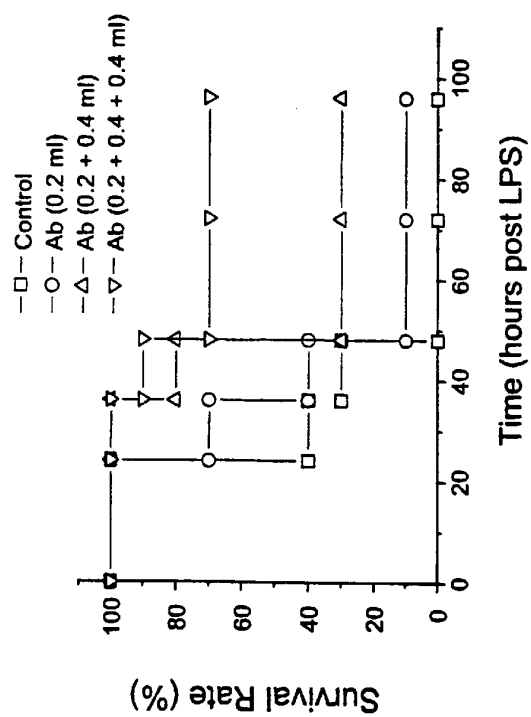 Control
Ab (0.2 ml)
Ab (0.2 + 0.4 ml)
Ab (0.2 + 0.4 + 0.4 ml)
Survival Rate (%)
100
80
60
40
20
0
0
20
40
60
80
100
Time (hours post LPS)